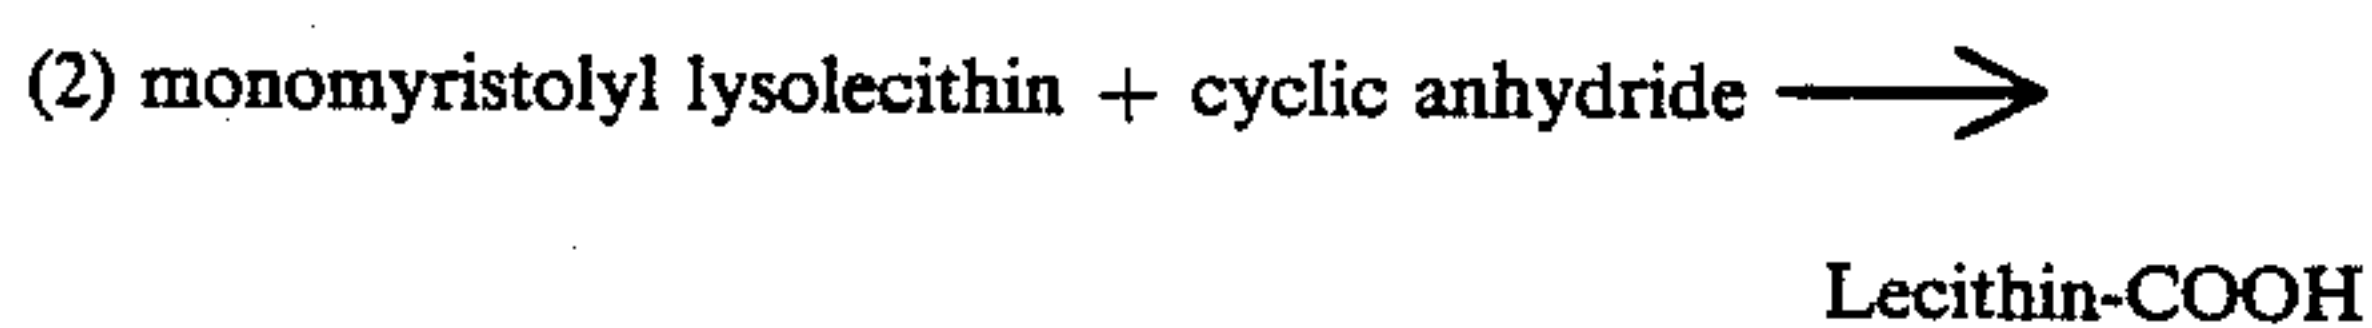 (2) monomyristolyl lysolecithin + cyclic anhydride ⟶
Lecithin-COOH